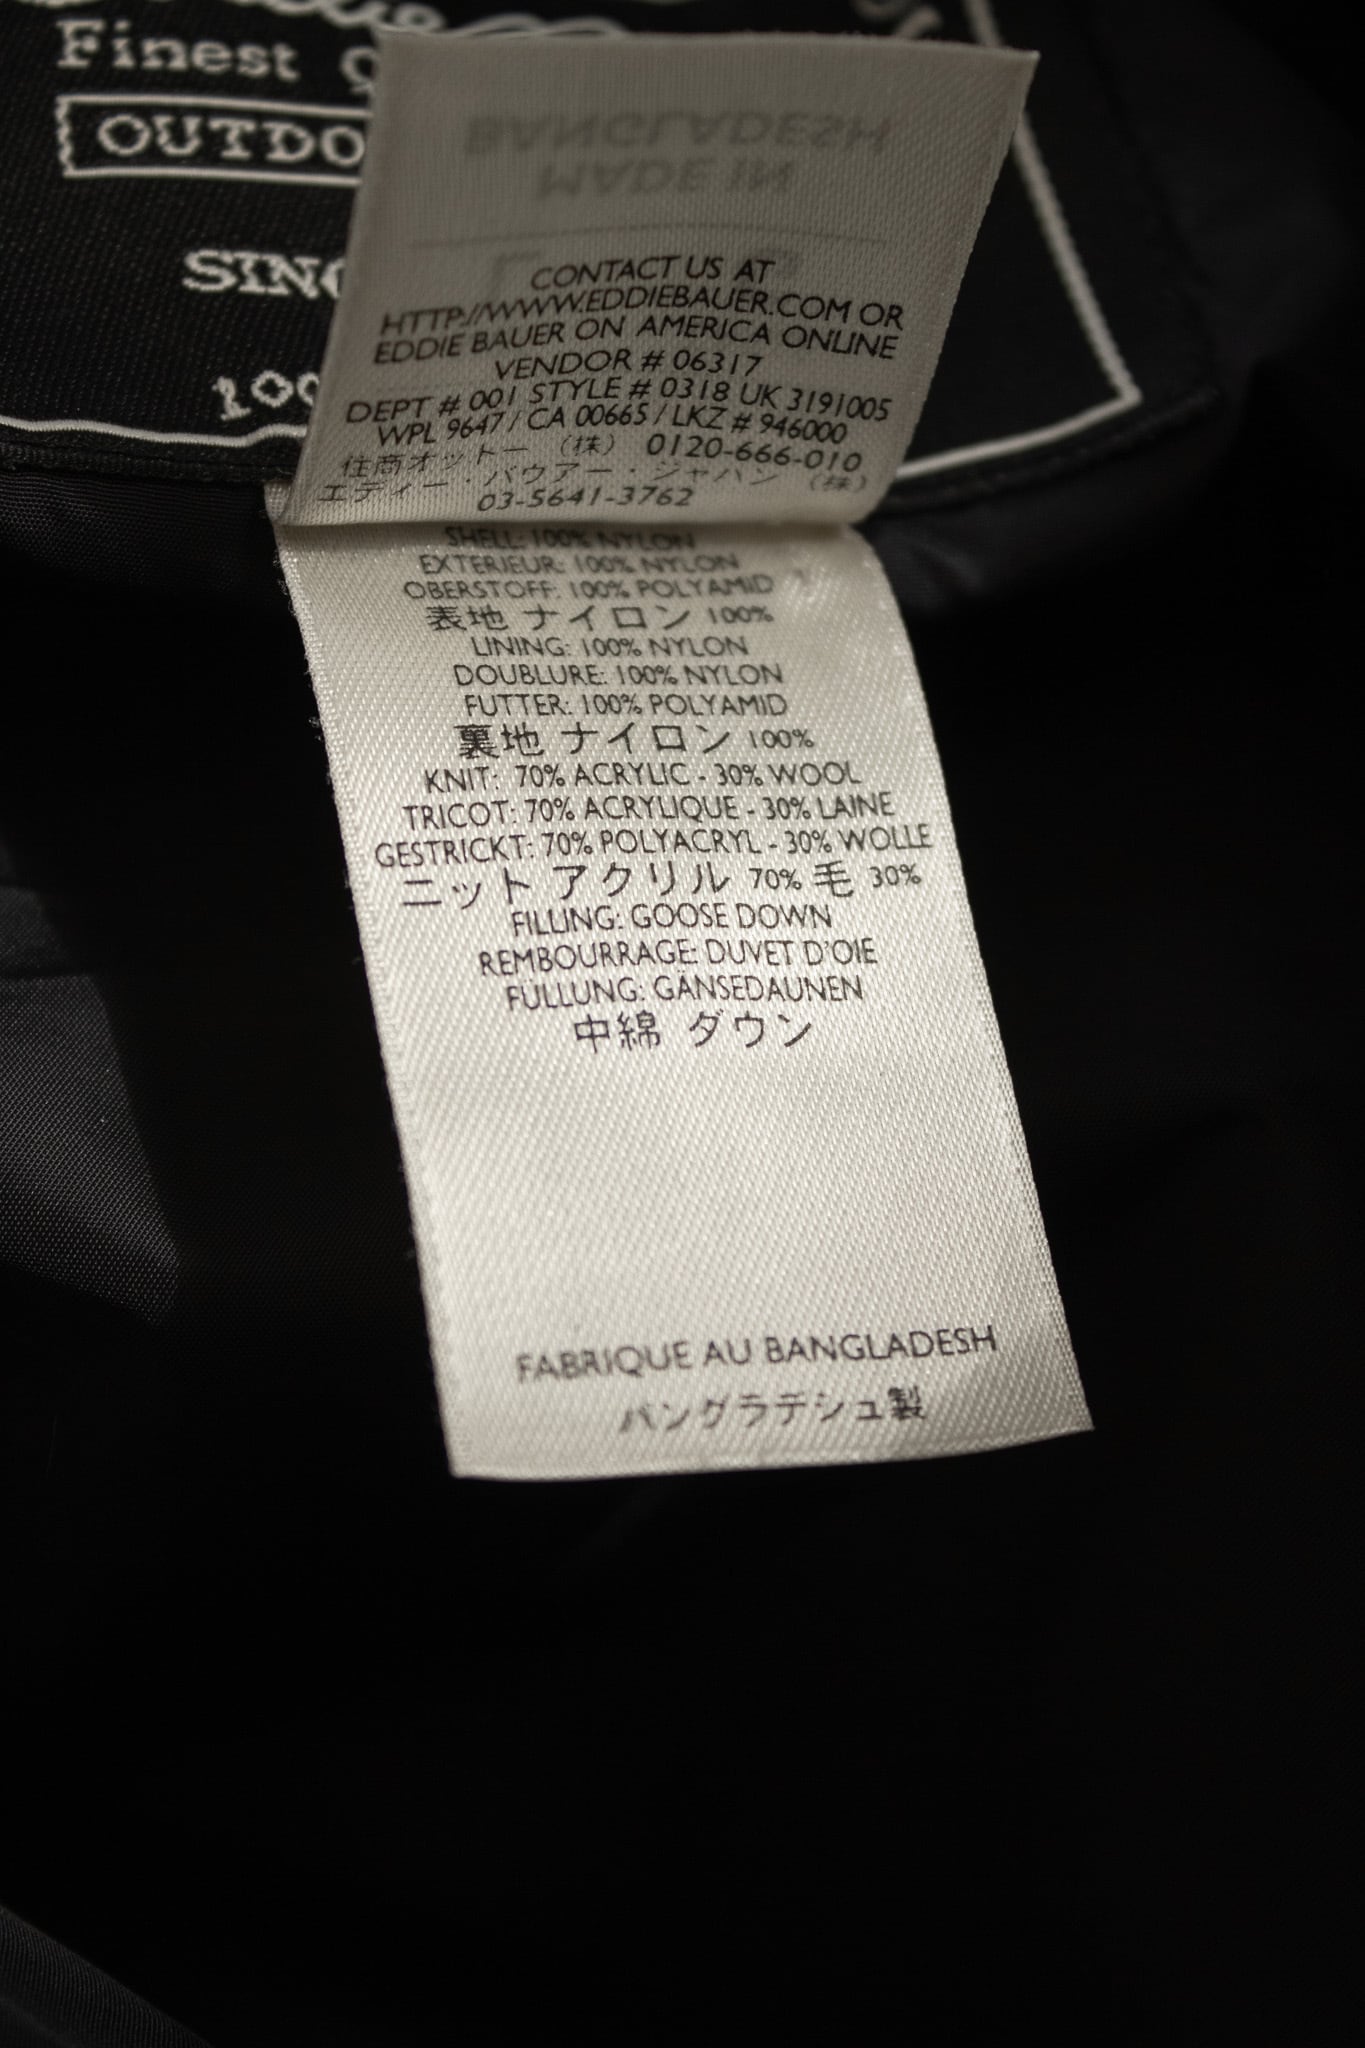 Finest
OUTDO
SING
100
MADE IN
BANGLADESH
CONTACT US AT
HTTP://WWW.EDDIEBAUER.COM OR
EDDIE BAUER ON AMERICA ONLINE
VENDOR # 06317
DEPT # 001 STYLE # 0318 UK 3191005
WPL 9647 / CA 00665 / LKZ # 946000
住商オットー (株) 0120-666-010
エディー・バウアー・ジャパン (株)
03-5641-3762
SHELL: 100% NYLON
EXTERIEUR: 100% NYLON
OBERSTOFF: 100% POLYAMID
表地 ナイロン 100%
LINING: 100% NYLON
DOUBLURE: 100% NYLON
FUTTER: 100% POLYAMID
裏地 ナイロン 100%
KNIT: 70% ACRYLIC - 30% WOOL
TRICOT: 70% ACRYLIQUE - 30% LAINE
GESTRICKT: 70% POLYACRYL - 30% WOLLE
ニット アクリル 70% 毛 30%
FILLING: GOOSE DOWN
REMBOURRAGE: DUVET D'OIE
FÜLLUNG: GÄNSEDAUNEN
中綿 ダウン
FABRIQUE AU BANGLADESH
バングラデシュ製